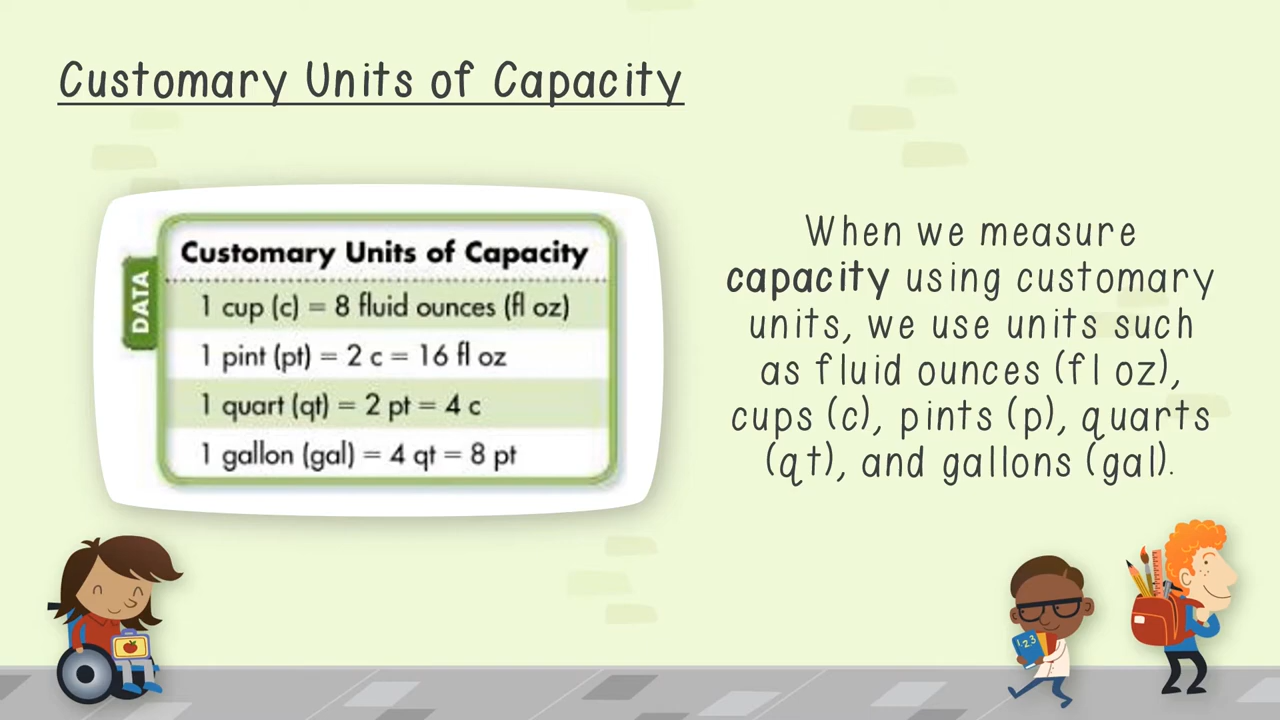 Customary Units of Capacity
DATA
Customary Units of Capacity
1 cup (c) = 8 fluid ounces (fl oz)
1 pint (pt) = 2 c = 16 fl oz
1 quart (qt) = 2 pt = 4 c
1 gallon (gal) = 4 qt = 8 pt
When we measure
capacity using customary
units, we use units such
as fluid ounces (fl oz),
cups (c), pints (p), quarts
(qt), and gallons (gal).
123